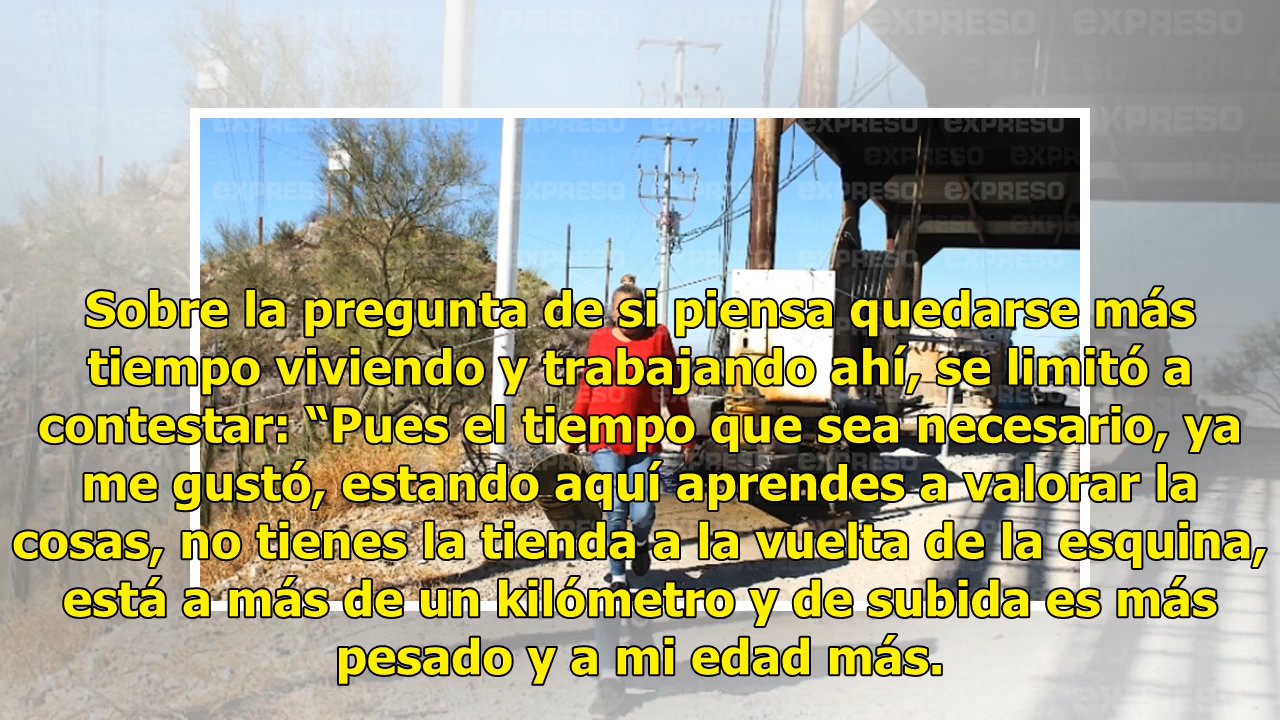 EXPRESO EXPRESO
Sobre la pregunta de si piensa quedarse más
tiempo viviendo y trabajando ahí, se limitó a
contestar: “Pues el tiempo que sea necesario, ya
me gustó, estando aquí aprendes a valorar la
cosas, no tienes la tienda a la vuelta de la esquina,
está a más de un kilómetro y de subida es más
pesado y a mi edad más.